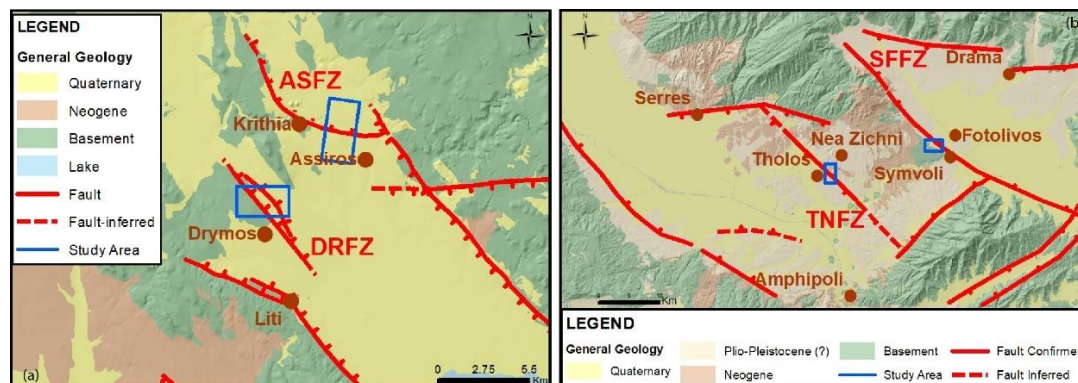 LEGEND
General Geology
Quaternary
Neogene
Basement
Lake
Fault
Fault-inferred
Study Area
N
ASFZ
Krithia
Assiros
Drymos
DRFZ
Liti
(a)
0 2.75 5.5
Km
(b)
N
SFFZ
Drama
Serres
Nea Zichni
Fotolivos
Tholos
Symvoli
TNFZ
Amphipoli
Km
LEGEND
General Geology
Plio-Pleistocene (?)
Basement
Fault Confirme
Quaternary
Neogene
Study Area
Fault Inferred